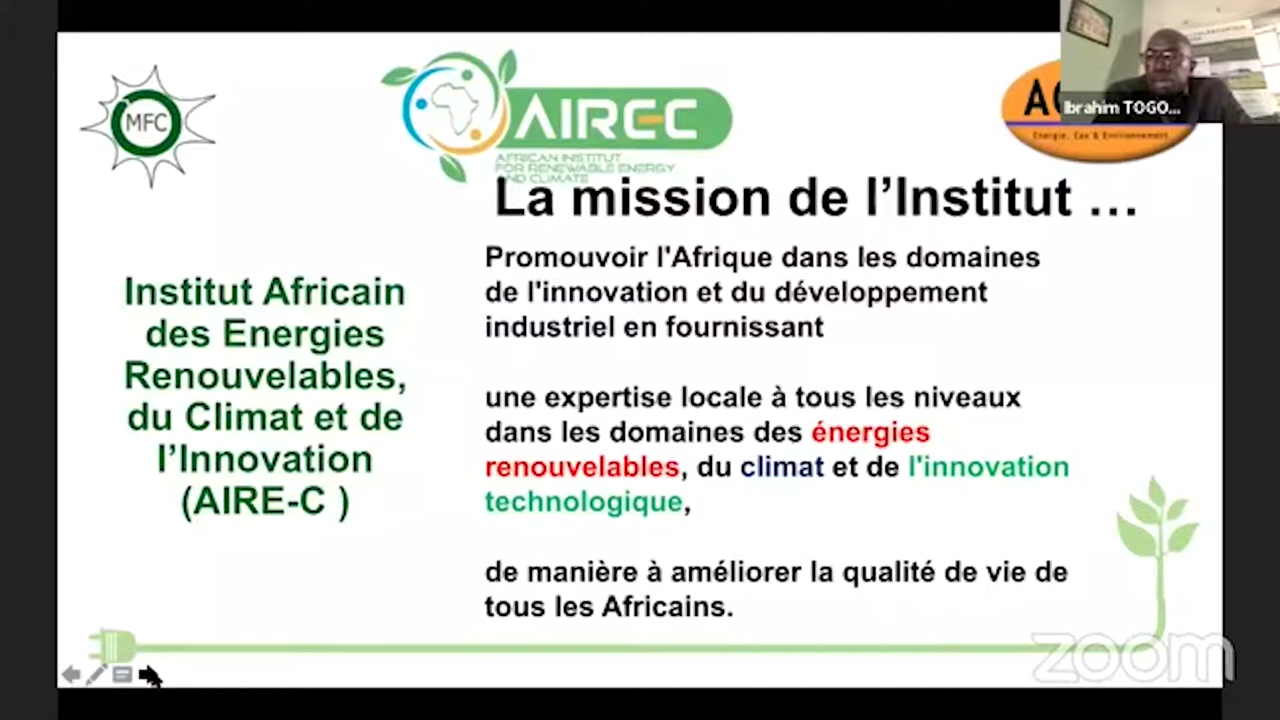 MFC
AIREC
AFRICAN INSTITUT
FOR RENEWABLE ENERGY
AND CLIMATE
Ibrahim TOGO...
Energie, Eau & Environnement
La mission de l'Institut ...
Institut Africain
des Energies
Renouvelables,
du Climat et de
l'Innovation
(AIRE-C )
Promouvoir l'Afrique dans les domaines
de l'innovation et du développement
industriel en fournissant
une expertise locale à tous les niveaux
dans les domaines des énergies
renouvelables, du climat et de l'innovation
technologique,
de manière à améliorer la qualité de vie de
tous les Africains.
zoom